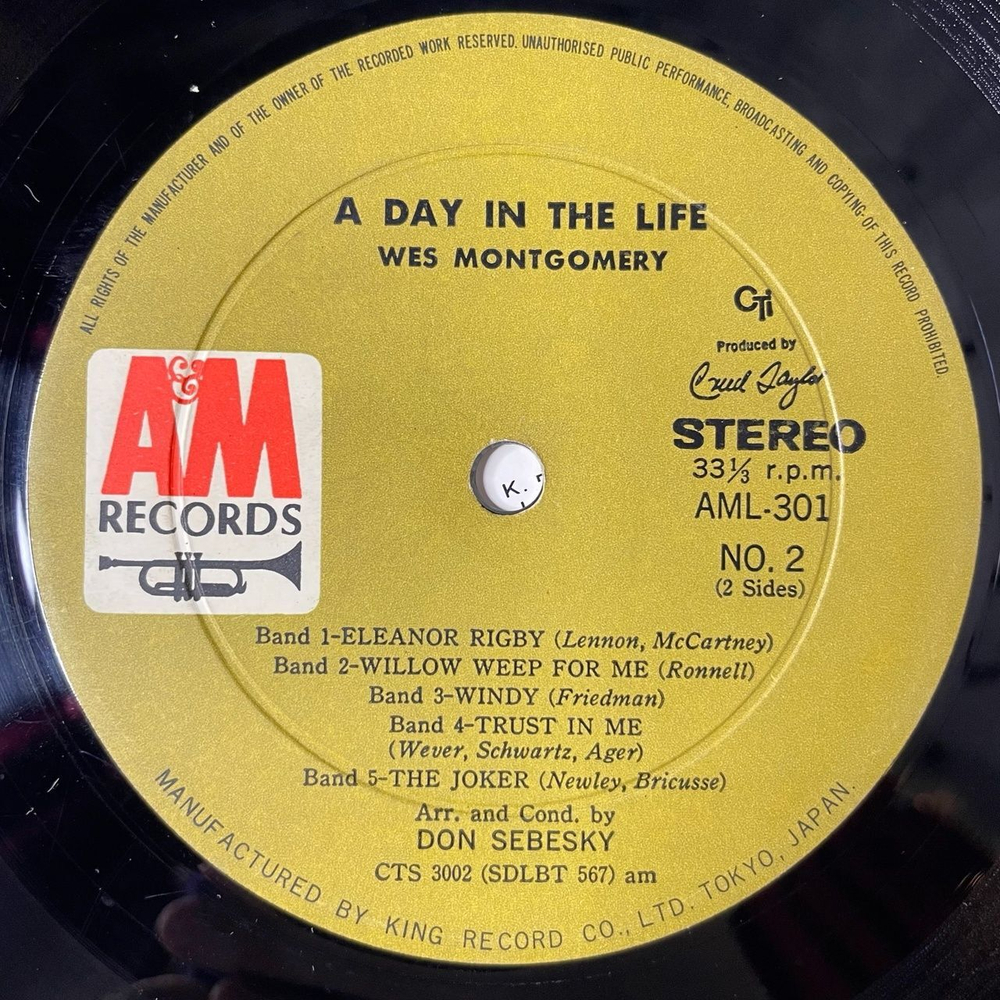 ALL RIGHTS OF THE MANUFACTURER AND OF THE OWNER OF THE RECORDED WORK RESERVED. UNAUTHORISED PUBLIC PERFORMANCE, BROADCASTING AND COPYING OF THIS RECORD PROHIBITED.
A DAY IN THE LIFE
WES MONTGOMERY
CTi
Produced by
Creed Taylor
A&M
RECORDS
STEREO
33⅓ r.p.m.
AML-301
K.
NO. 2
(2 Sides)
Band 1-ELEANOR RIGBY (Lennon, McCartney)
Band 2-WILLOW WEEP FOR ME (Ronnell)
Band 3-WINDY (Friedman)
Band 4-TRUST IN ME
(Wever, Schwartz, Ager)
Band 5-THE JOKER (Newley, Bricusse)
Arr. and Cond. by
DON SEBESKY
CTS 3002 (SDLBT 567) am
MANUFACTURED BY KING RECORD CO., LTD. TOKYO, JAPAN.